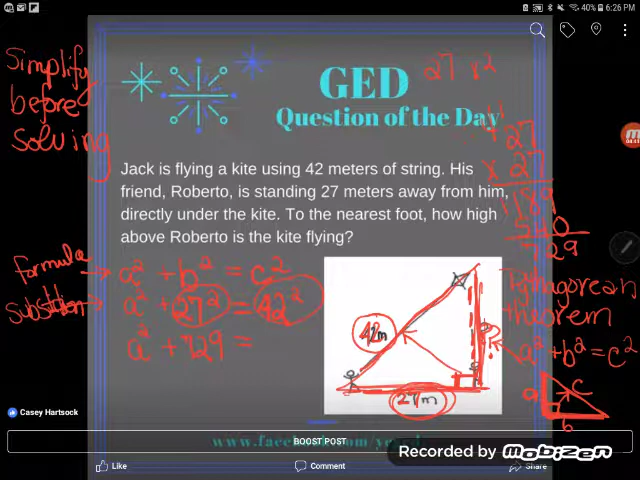 40% 6:26 PM
Simplify
before
solving
27 x 2
GED
Question of the Day
27
x 27
189
540
729
Jack is flying a kite using 42 meters of string. His
friend, Roberto, is standing 27 meters away from him,
directly under the kite. To the nearest foot, how high
above Roberto is the kite flying?
formula → a² + b² = c²
substitution → a² + 27² = 42²
a² + 729 =
42m
?
27m
Pythagorean
theorem
a² + b² = c²
a
c
b
Casey Hartsock
BOOST POST
Recorded by Mobizen
Like
Comment
Share